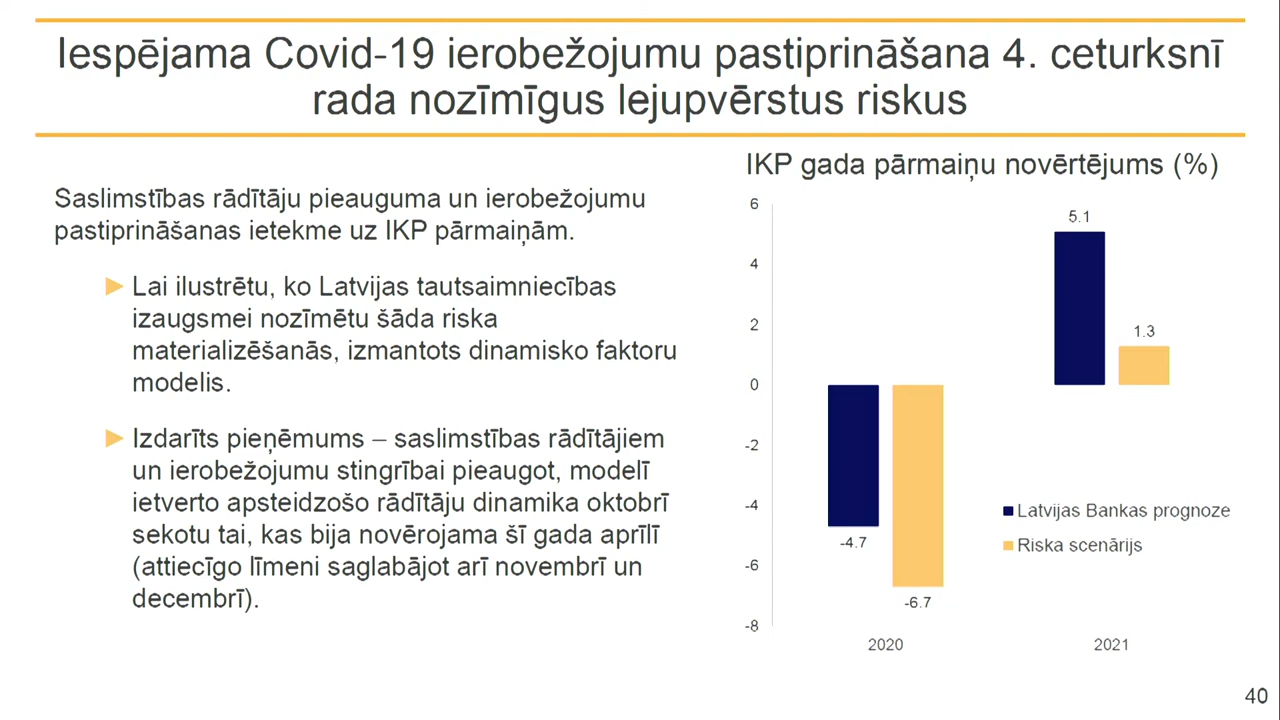 Iespējama Covid-19 ierobežojumu pastiprināšana 4. ceturksnī
rada nozīmīgus lejupvērstus riskus
Saslimstības rādītāju pieauguma un ierobežojumu
pastiprināšanas ietekme uz IKP pārmaiņām.
► Lai ilustrētu, ko Latvijas tautsaimniecības
izaugsmei nozīmētu šāda riska
materializēšanās, izmantots dinamisko faktoru
modelis.
► Izdarīts pieņēmums – saslimstības rādītājiem
un ierobežojumu stingrībai pieaugot, modelī
ietverto apsteidzošo rādītāju dinamika oktobrī
sekotu tai, kas bija novērojama šī gada aprīlī
(attiecīgo līmeni saglabājot arī novembrī un
decembrī).
IKP gada pārmaiņu novērtējums (%)
6
4
2
0
-2
-4
-6
-8
5.1
1.3
-4.7
-6.7
Latvijas Bankas prognoze
Riska scenārijs
2020
2021
40